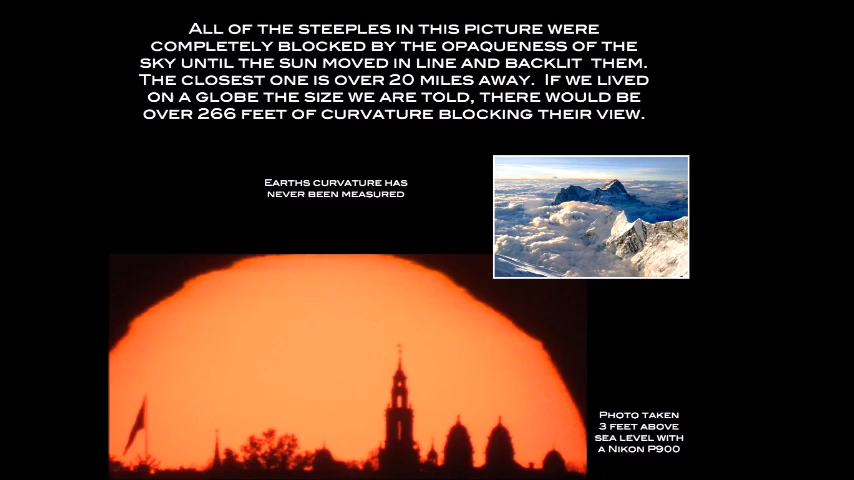 All of the steeples in this picture were
completely blocked by the opaqueness of the
sky until the sun moved in line and backlit them.
The closest one is over 20 miles away. If we lived
on a globe the size we are told, there would be
over 266 feet of curvature blocking their view.
Earths curvature has
never been measured
Photo taken
3 feet above
sea level with
a Nikon P900